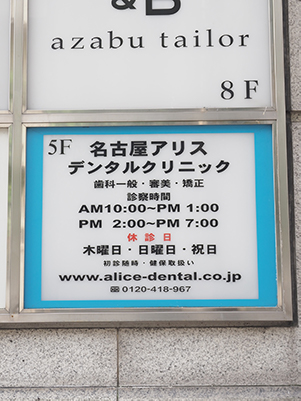 &B
azabu tailor
8F
5F 名古屋アリス
デンタルクリニック
歯科一般・審美・矯正
診察時間
AM10:00~PM 1:00
PM 2:00~PM 7:00
休診日
木曜日・日曜日・祝日
初診随時・健保取扱い
www.alice-dental.co.jp
0120-418-967